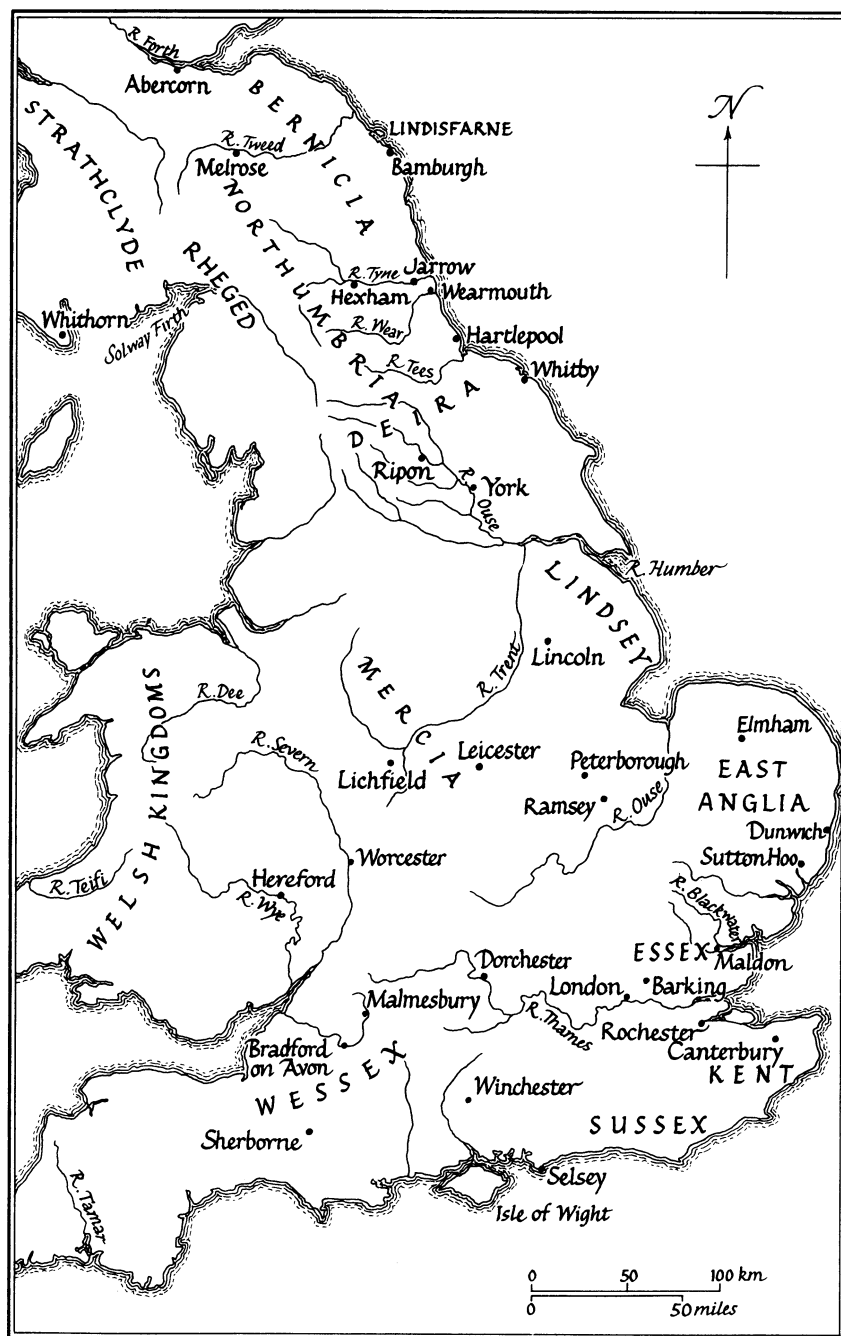 R. Forth
Abercorn
BERNICIA
STRATHCLYDE
N
LINDISFARNE
R. Tweed
Melrose
Bamburgh
NORTHUMBRIA
RHEGED
R. Tyne
Jarrow
Hexham
Wearmouth
Whithorn
Solway Firth
R. Wear
Hartlepool
R. Tees
Whitby
DEIRA
Ripon
R. Ouse
York
R. Humber
LINDSEY
Lincoln
R. Trent
MERCIA
R. Dee
WELSH KINGDOMS
R. Severn
Lichfield
Leicester
Elmham
Peterborough
EAST
ANGLIA
Ramsey
R. Ouse
Dunwich
Sutton Hoo
Worcester
Hereford
R. Teifi
R. Wye
R. Blackwater
ESSEX
Maldon
Dorchester
London
Barking
Malmesbury
R. Thames
Rochester
Canterbury
KENT
Bradford
on Avon
WESSEX
Winchester
Sherborne
SUSSEX
Selsey
R. Tamar
Isle of Wight
0 50 100 km
0 50 miles